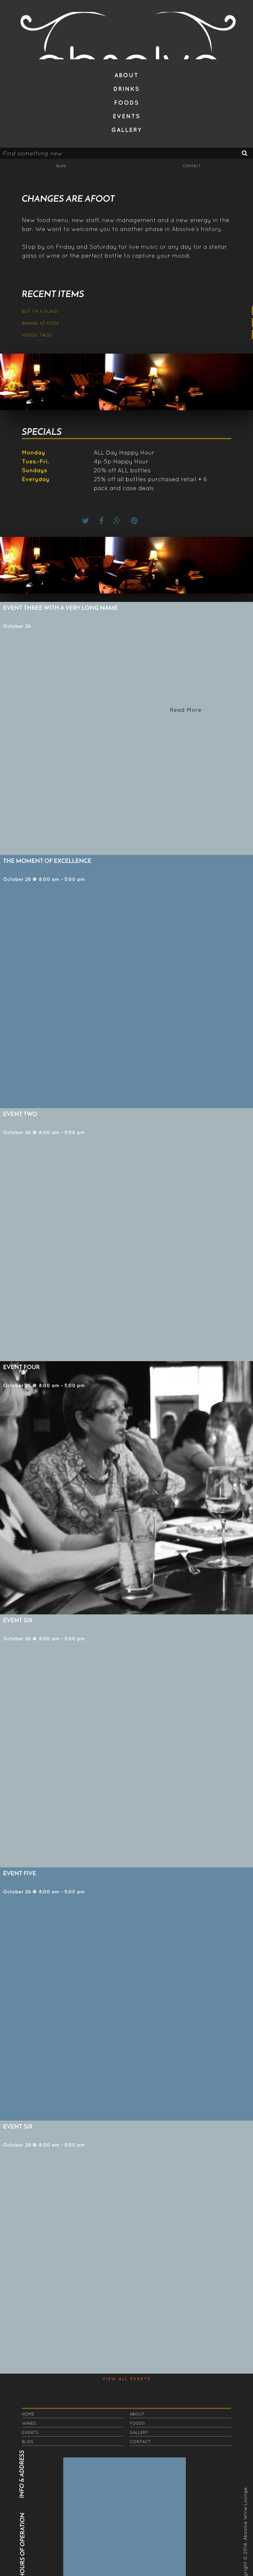 absolve
ABOUT
DRINKS
FOODS
EVENTS
GALLERY
Find something new
BLOG
CONTACT
CHANGES ARE AFOOT
New food menu, new staff, new management and a new energy in the
bar. We want to welcome you to another phase in Absolve's history.
Stop by on Friday and Saturday for live music or any day for a stellar
glass of wine or the perfect bottle to capture your mood.
RECENT ITEMS
BUT I'M A FUNGI
MANGE AZ PIZZA
VEGGIE TALES
SPECIALS
Monday ALL Day Happy Hour
Tues.-Fri. 4p-5p Happy Hour
Sundays 20% off ALL bottles
Everyday 25% off all bottles purchased retail + 6
pack and case deals
EVENT THREE WITH A VERY LONG NAME
October 26
Read More
THE MOMENT OF EXCELLENCE
October 26 @ 8:00 am - 5:00 pm
EVENT TWO
October 26 @ 8:00 am - 5:00 pm
EVENT FOUR
October 26 @ 8:00 am - 5:00 pm
EVENT SIX
October 26 @ 8:00 am - 5:00 pm
EVENT FIVE
October 26 @ 8:00 am - 5:00 pm
EVENT SIX
October 26 @ 8:00 am - 5:00 pm
VIEW ALL EVENTS
HOME
ABOUT
WINES
FOODS
EVENTS
GALLERY
BLOG
CONTACT
INFO & ADDRESS
HOURS OF OPERATION
Absolve Wine Lounge.